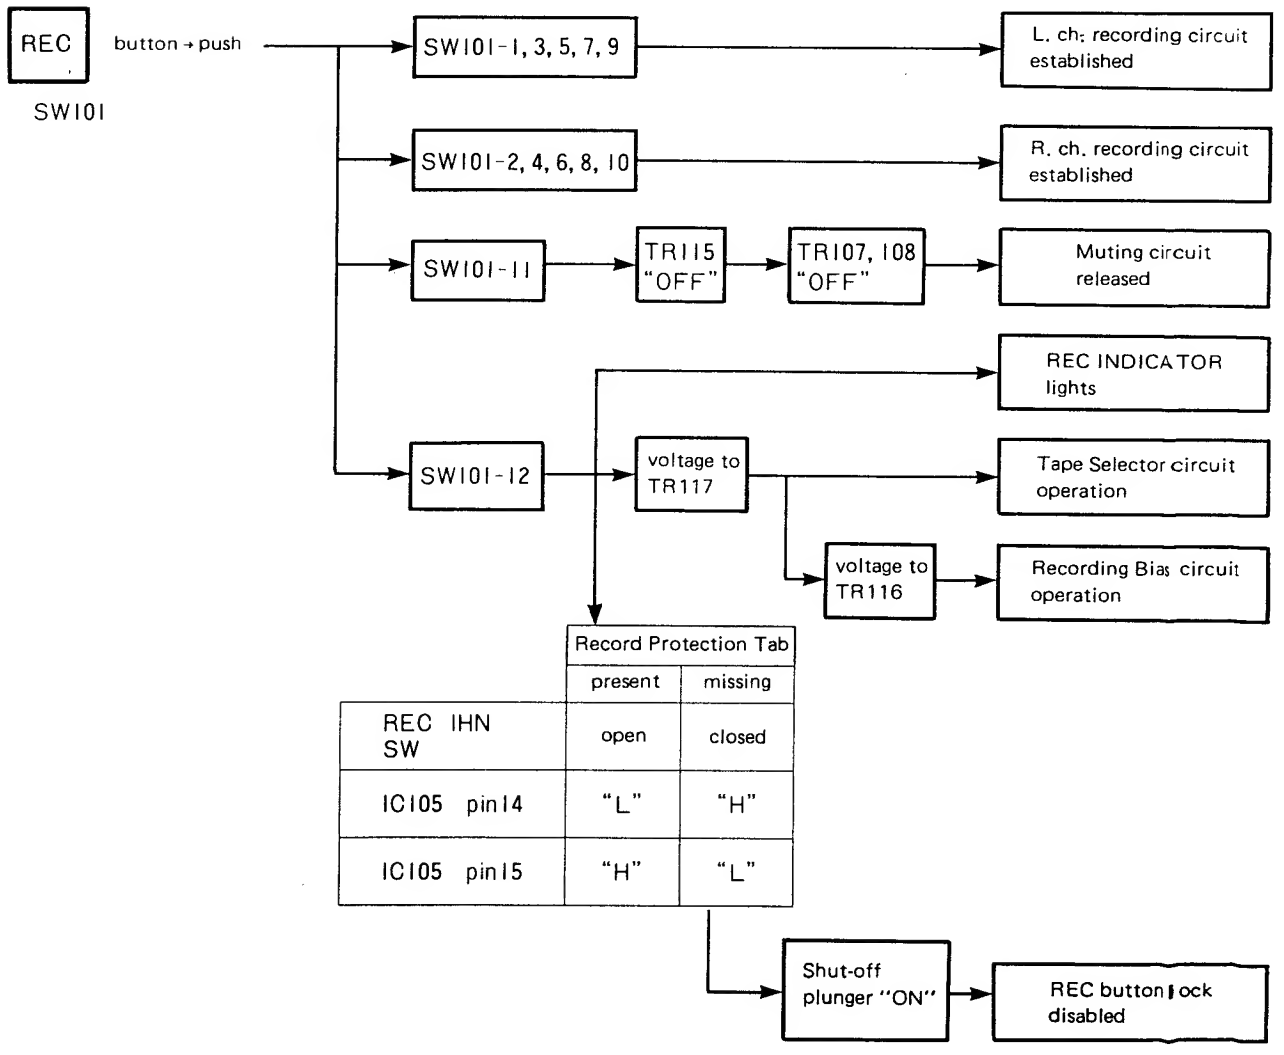 REC
button → push
SW101
SW101-1, 3, 5, 7, 9
L. ch. recording circuit
established
SW101-2, 4, 6, 8, 10
R. ch. recording circuit
established
SW101-11
TR115
“OFF”
TR107, 108
“OFF”
Muting circuit
released
REC INDICATOR
lights
SW101-12
voltage to
TR117
Tape Selector circuit
operation
voltage to
TR116
Recording Bias circuit
operation
Record Protection Tab
present missing
REC IHN
SW
open closed
IC105 pin14 “L” “H”
IC105 pin15 “H” “L”
Shut-off
plunger "ON"
REC button lock
disabled